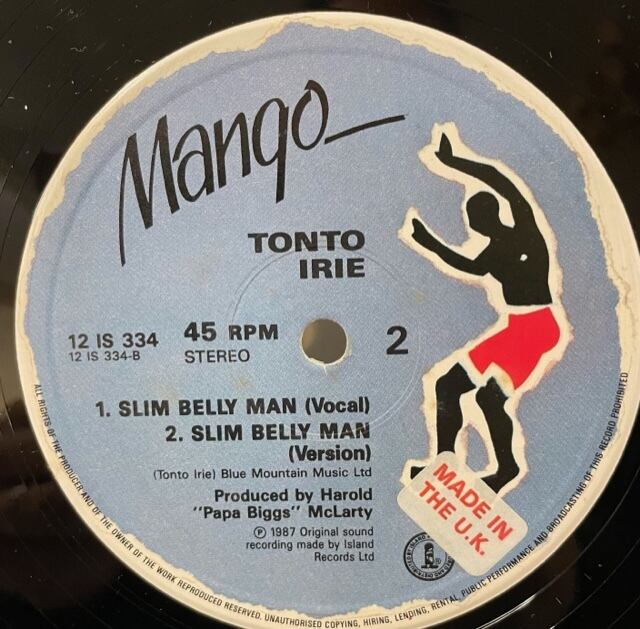 Mango
TONTO
IRIE
12 IS 334
12 IS 334-B
45 RPM
STEREO
2
1. SLIM BELLY MAN (Vocal)
2. SLIM BELLY MAN
(Version)
(Tonto Irie) Blue Mountain Music Ltd
Produced by Harold
"Papa Biggs" McLarty
℗ 1987 Original sound
recording made by Island
Records Ltd
MADE IN
THE U.K.
ALL RIGHTS OF THE PRODUCER AND OF THE OWNER OF THE WORK REPRODUCED RESERVED. UNAUTHORISED COPYING, HIRING, LENDING, RENTAL, PUBLIC PERFORMANCE AND BROADCASTING OF THIS RECORD PROHIBITED